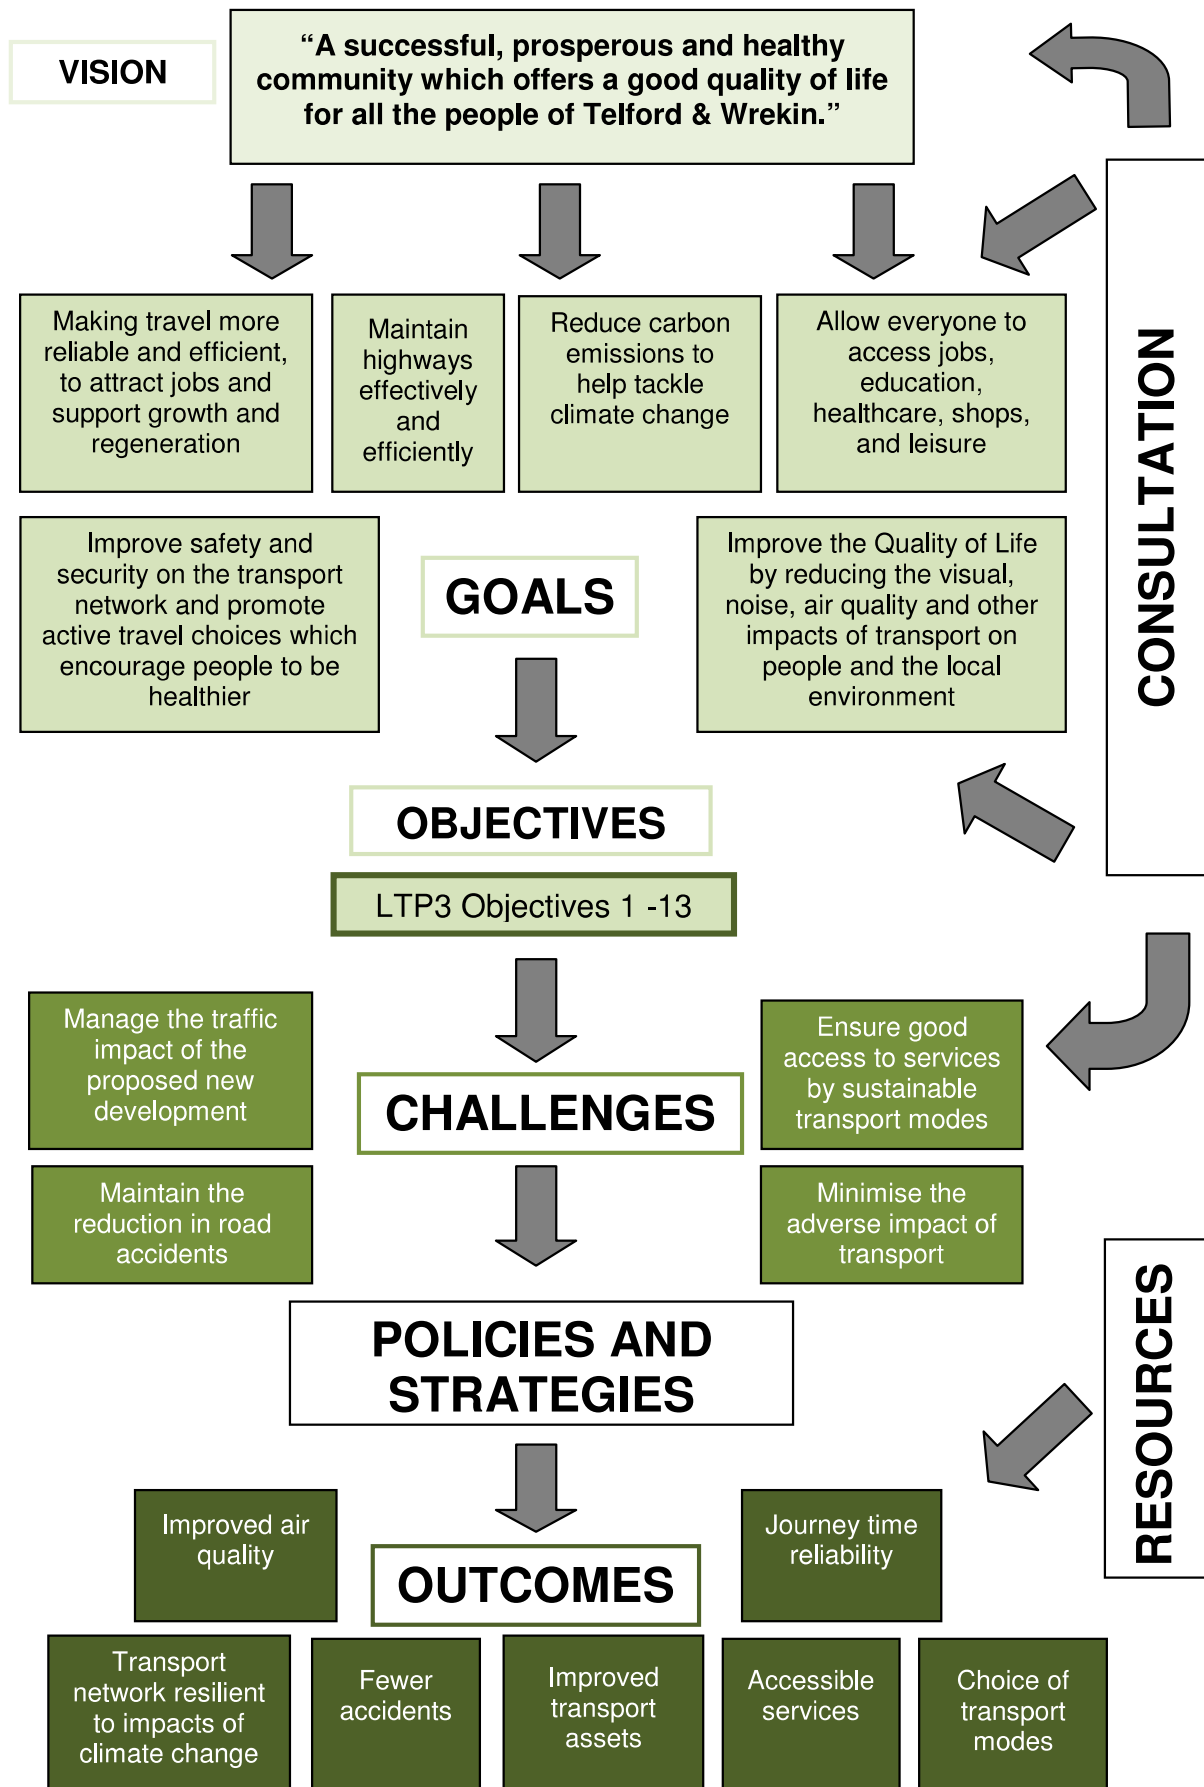 VISION
“A successful, prosperous and healthy
community which offers a good quality of life
for all the people of Telford & Wrekin.”
Making travel more
reliable and efficient,
to attract jobs and
support growth and
regeneration
Maintain
highways
effectively
and
efficiently
Reduce carbon
emissions to
help tackle
climate change
Allow everyone to
access jobs,
education,
healthcare, shops,
and leisure
CONSULTATION
Improve safety and
security on the transport
network and promote
active travel choices which
encourage people to be
healthier
GOALS
Improve the Quality of Life
by reducing the visual,
noise, air quality and other
impacts of transport on
people and the local
environment
OBJECTIVES
LTP3 Objectives 1 -13
Manage the traffic
impact of the
proposed new
development
CHALLENGES
Ensure good
access to services
by sustainable
transport modes
Maintain the
reduction in road
accidents
Minimise the
adverse impact of
transport
POLICIES AND
STRATEGIES
RESOURCES
Improved air
quality
OUTCOMES
Journey time
reliability
Transport
network resilient
to impacts of
climate change
Fewer
accidents
Improved
transport
assets
Accessible
services
Choice of
transport
modes